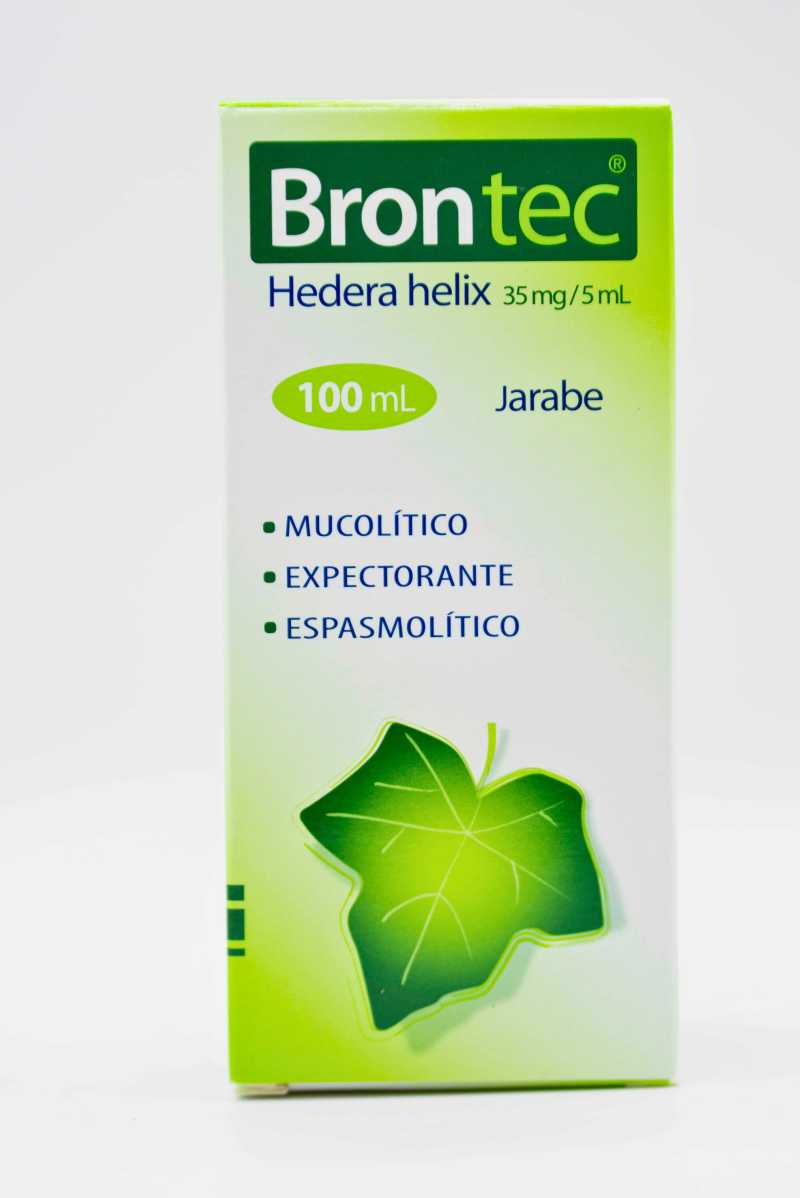 Brontec®
Hedera helix 35 mg/5 mL
100 mL Jarabe
• MUCOLÍTICO
• EXPECTORANTE
• ESPASMOLÍTICO